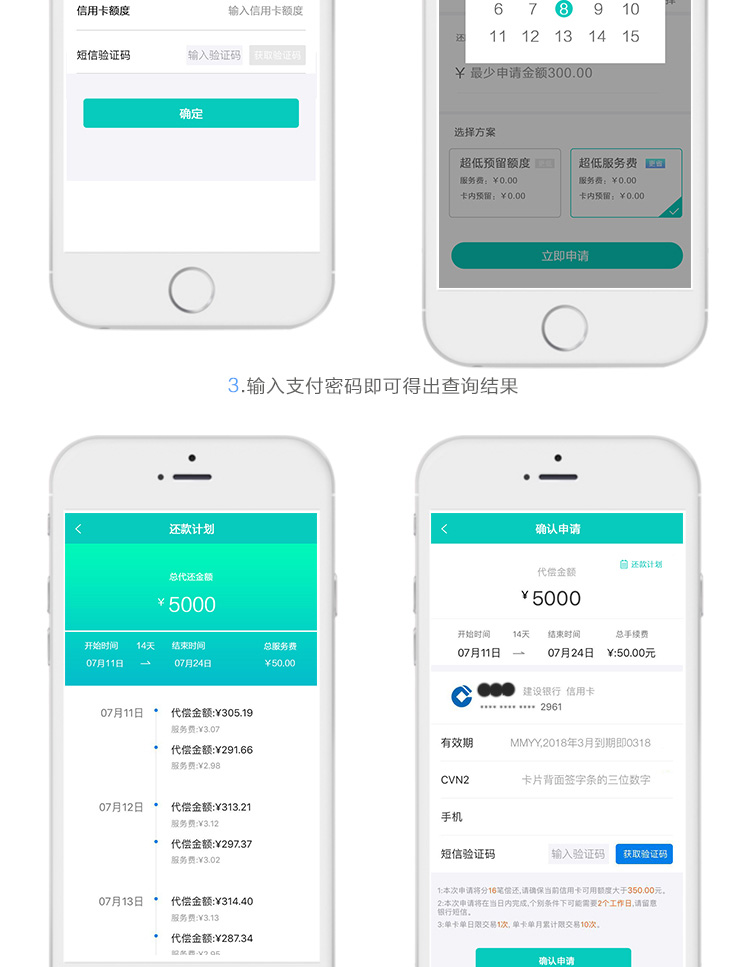 信用卡额度 输入信用卡额度
短信验证码 输入验证码 获取验证码
确定
6 7 8 9 10
11 12 13 14 15
¥ 最少申请金额300.00
选择方案
超低预留额度
服务费：￥0.00
卡内预留：￥0.00
超低服务费
服务费：￥0.00
卡内预留：￥0.00
立即申请
3.输入支付密码即可得出查询结果
还款计划
总代还金额
¥5000
开始时间 14天 结束时间 总服务费
07月11日 07月24日 ¥50.00
07月11日 代偿金额:¥305.19
服务费:¥3.07
代偿金额:¥291.66
服务费:¥2.98
07月12日 代偿金额:¥313.21
服务费:¥3.12
代偿金额:¥297.37
服务费:¥3.02
07月13日 代偿金额:¥314.40
服务费:¥3.13
代偿金额:¥287.34
服务费:¥2.95
确认申请
还款计划
代偿金额
¥5000
开始时间 14天 结束时间 总手续费
07月11日 07月24日 ¥:50.00元
建设银行 信用卡
**** **** **** 2961
有效期 MMYY,2018年3月到期即0318
CVN2 卡片背面签字条的三位数字
手机
短信验证码 输入验证码 获取验证码
1:本次申请将分16笔偿还,请确保当前信用卡可用额度大于350.00元。
2:本次申请将在当日内完成,个别条件下可能需要2个工作日,请留意
银行短信。
3:单卡单日限交易1次, 单卡单月累计限交易10次。
确认申请